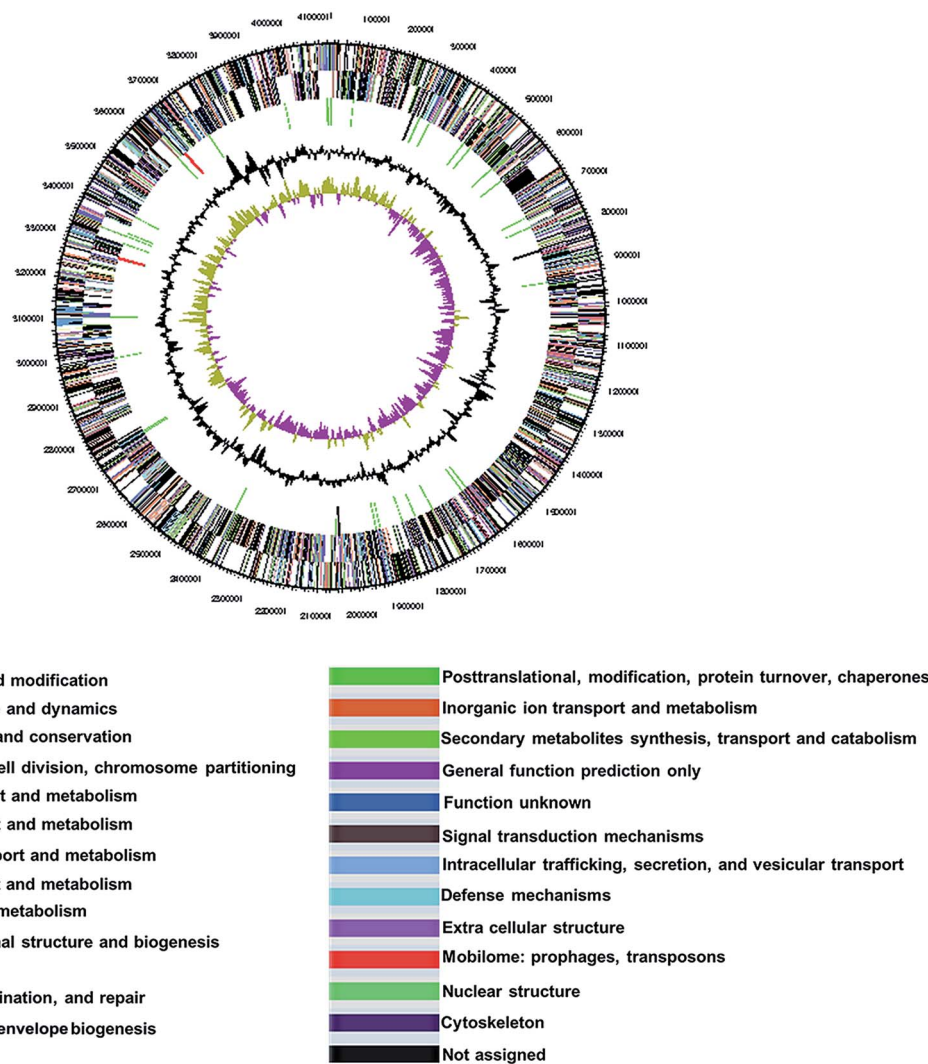 4100001
100001
200001
300001
400001
500001
600001
700001
800001
900001
1000001
1100001
1200001
1300001
1400001
1500001
1600001
1700001
1800001
1900001
2000001
2100001
2200001
2300001
2400001
2500001
2600001
2700001
2800001
2900001
3000001
3100001
3200001
3300001
3400001
3500001
3600001
3700001
3800001
3900001
4000001
d modification
and dynamics
and conservation
ell division, chromosome partitioning
t and metabolism
t and metabolism
port and metabolism
t and metabolism
metabolism
nal structure and biogenesis
ination, and repair
envelope biogenesis
Posttranslational, modification, protein turnover, chaperones
Inorganic ion transport and metabolism
Secondary metabolites synthesis, transport and catabolism
General function prediction only
Function unknown
Signal transduction mechanisms
Intracellular trafficking, secretion, and vesicular transport
Defense mechanisms
Extra cellular structure
Mobilome: prophages, transposons
Nuclear structure
Cytoskeleton
Not assigned